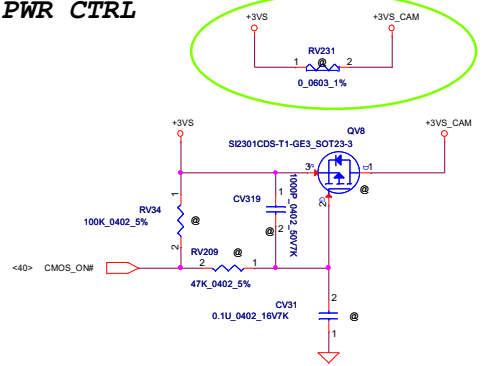 PWR CTRL
+3VS
+3VS_CAM
RV231
1
@
2
0_0603_1%
+3VS
+3VS_CAM
QV8
SI2301CDS-T1-GE3_SOT23-3
3
S
D
1
G
2
@
1
RV34
100K_0402_5%
@
2
CV319
1
1000P_0402_50V7K
@
2
<40>
CMOS_ON#
RV209
@
2
1
47K_0402_5%
CV31
2
0.1U_0402_16V7K
@
1